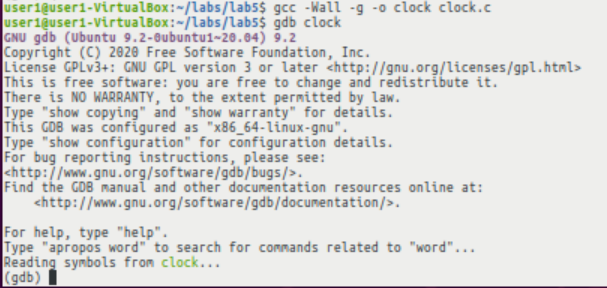 user1@user1-VirtualBox:~/labs/lab5$ gcc -Wall -g -o clock clock.c
user1@user1-VirtualBox:~/labs/lab5$ gdb clock
GNU gdb (Ubuntu 9.2-0ubuntu1~20.04) 9.2
Copyright (C) 2020 Free Software Foundation, Inc.
License GPLv3+: GNU GPL version 3 or later <http://gnu.org/licenses/gpl.html>
This is free software: you are free to change and redistribute it.
There is NO WARRANTY, to the extent permitted by law.
Type "show copying" and "show warranty" for details.
This GDB was configured as "x86_64-linux-gnu".
Type "show configuration" for configuration details.
For bug reporting instructions, please see:
<http://www.gnu.org/software/gdb/bugs/>.
Find the GDB manual and other documentation resources online at:
    <http://www.gnu.org/software/gdb/documentation/>.

For help, type "help".
Type "apropos word" to search for commands related to "word"...
Reading symbols from clock...
(gdb)